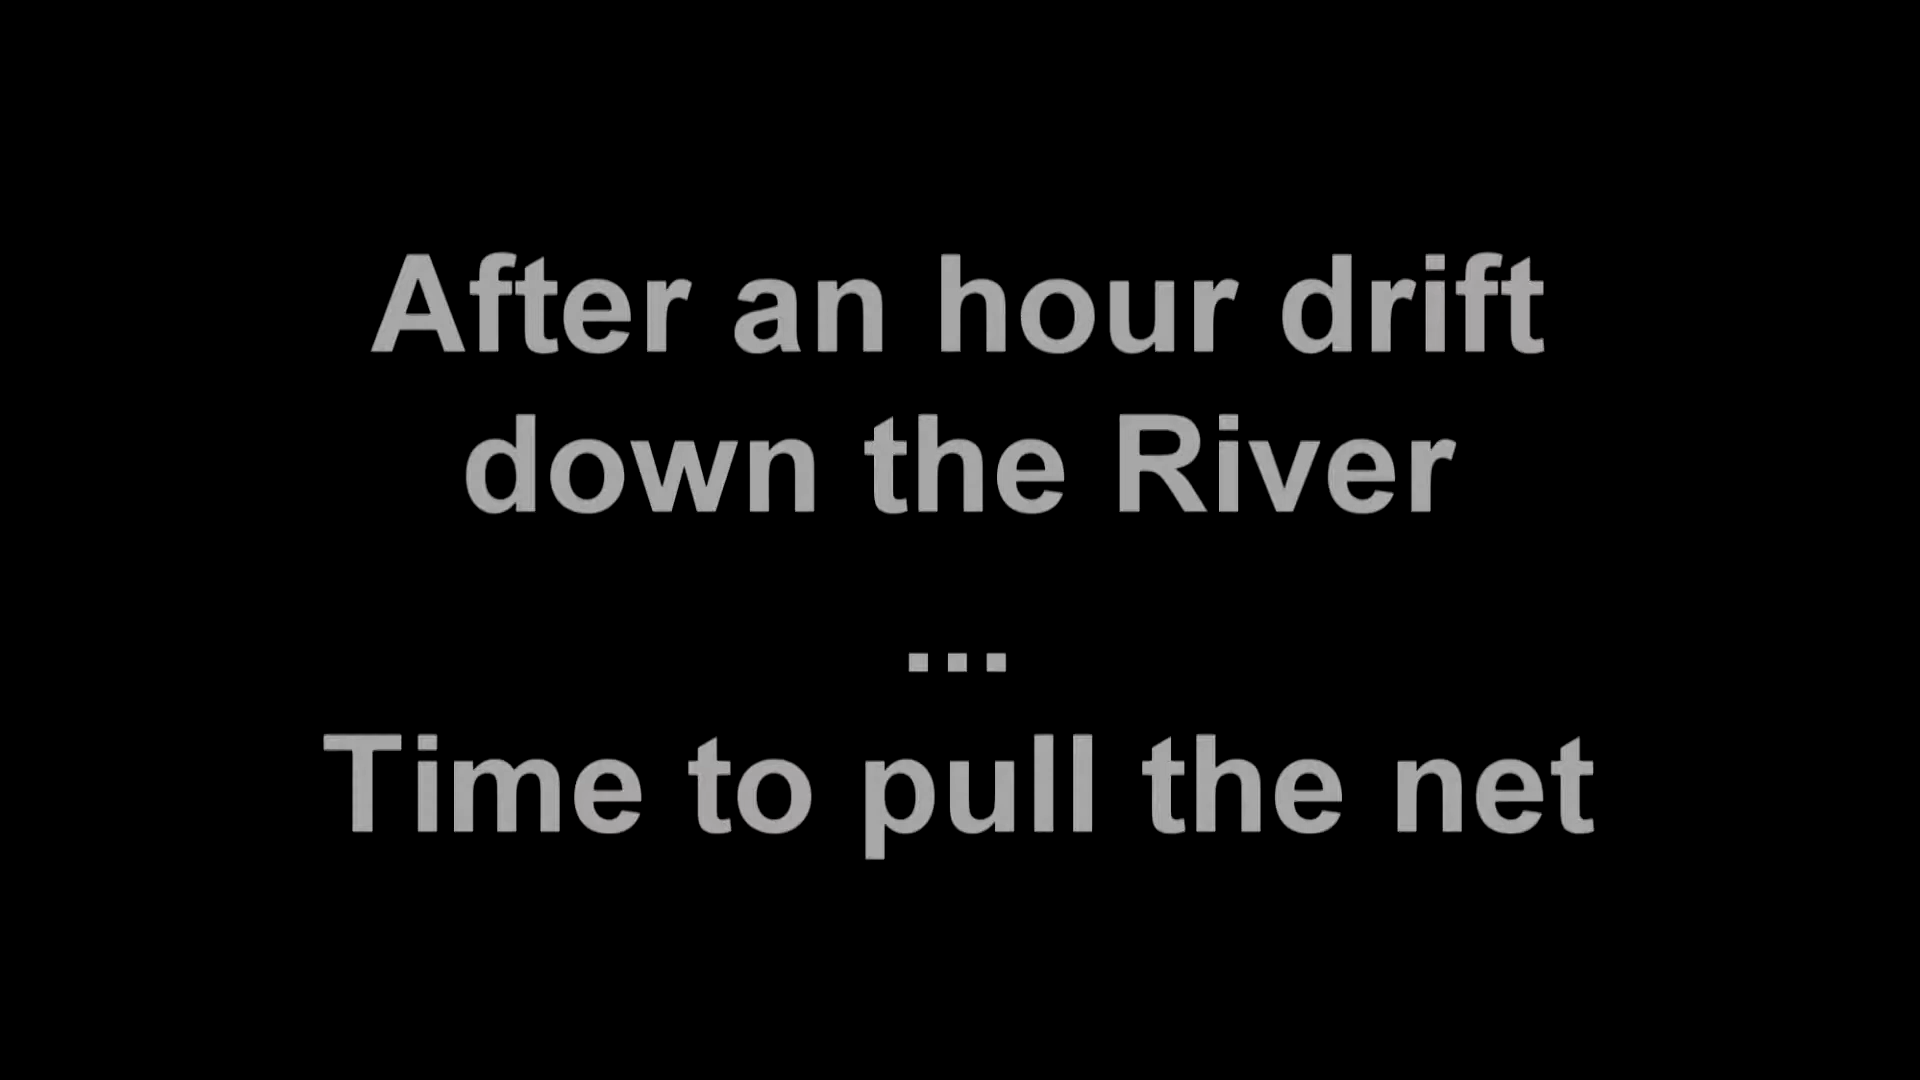 After an hour drift
down the River
...
Time to pull the net